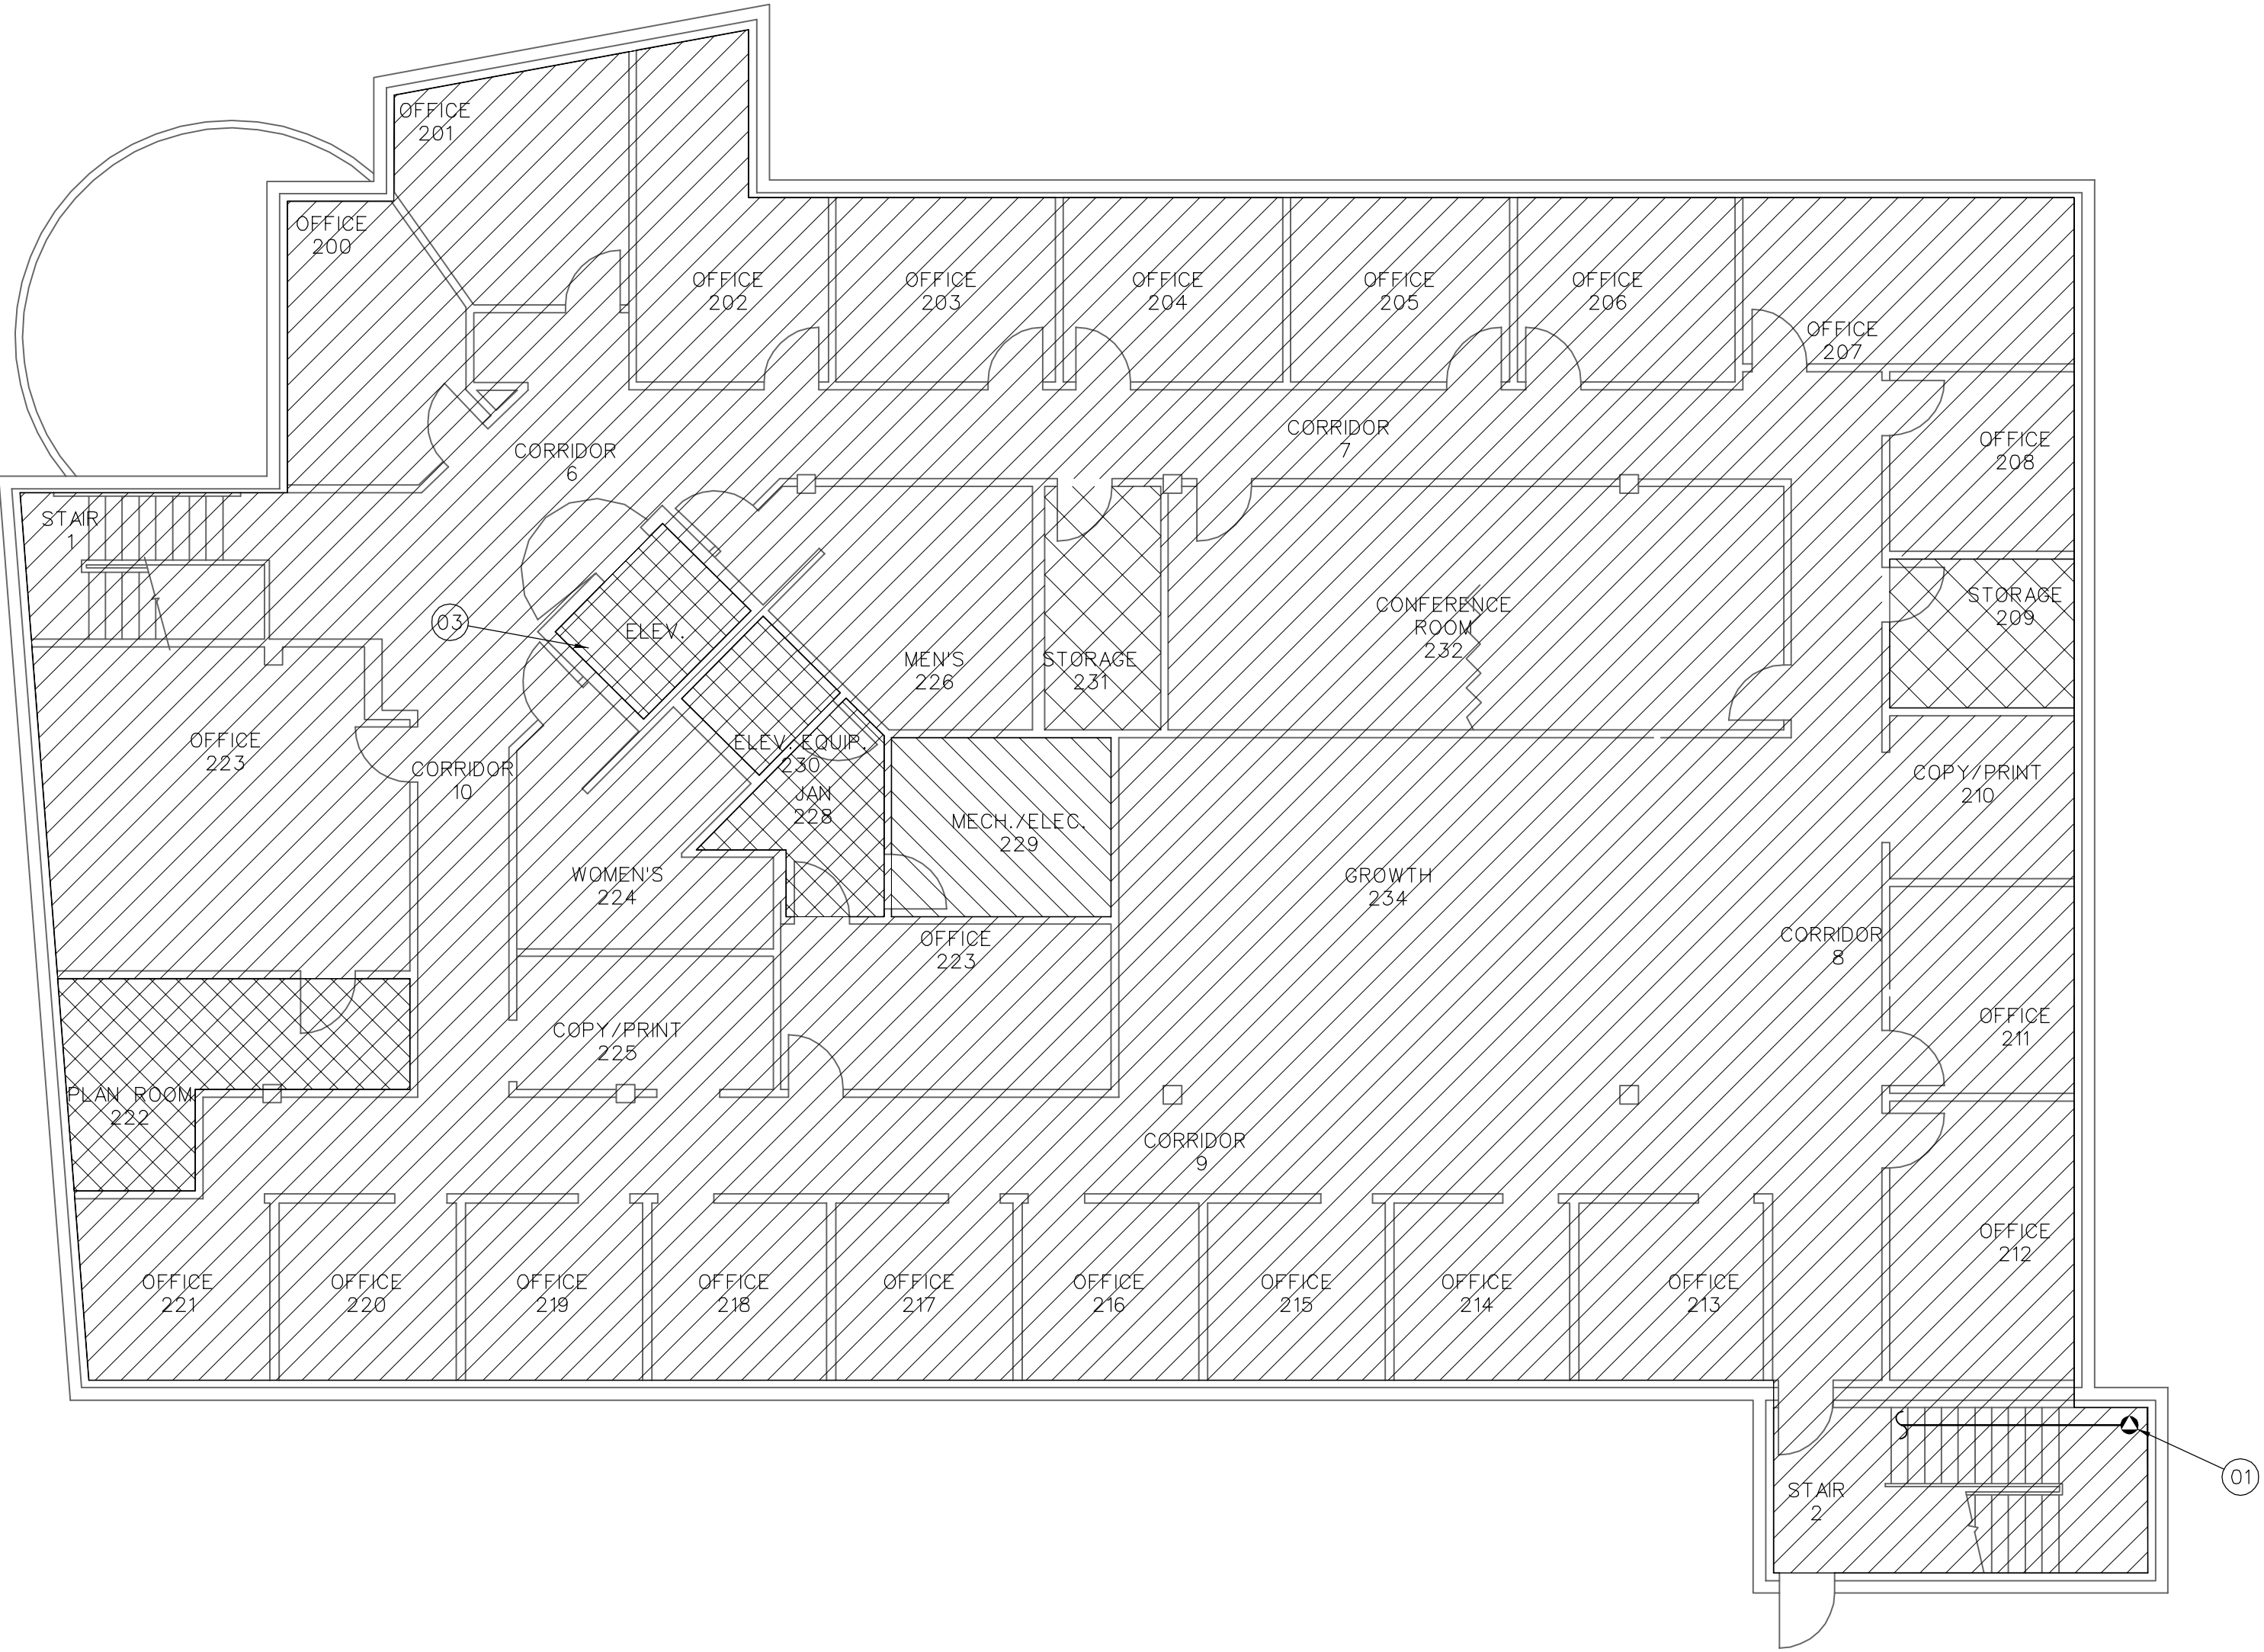 OFFICE
201
OFFICE
200
OFFICE
202
OFFICE
203
OFFICE
204
OFFICE
205
OFFICE
206
OFFICE
207
CORRIDOR
6
CORRIDOR
7
OFFICE
208
STAIR
1
STORAGE
209
03
ELEV.
MEN'S
226
STORAGE
231
CONFERENCE
ROOM
232
OFFICE
223
CORRIDOR
10
ELEV. EQUIP.
230
JAN
228
MECH./ELEC.
229
COPY/PRINT
210
WOMEN'S
224
GROWTH
234
OFFICE
223
CORRIDOR
8
COPY/PRINT
225
OFFICE
211
PLAN ROOM
222
CORRIDOR
9
OFFICE
212
OFFICE
221
OFFICE
220
OFFICE
219
OFFICE
218
OFFICE
217
OFFICE
216
OFFICE
215
OFFICE
214
OFFICE
213
STAIR
2
01